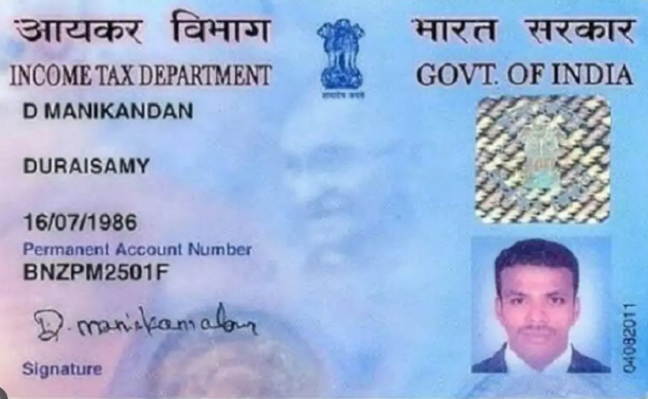 आयकर विभाग
INCOME TAX DEPARTMENT
भारत सरकार
GOVT. OF INDIA
सत्यमेव जयते
D MANIKANDAN
DURAISAMY
16/07/1986
Permanent Account Number
BNZPM2501F
D. manikandan
Signature
04082011